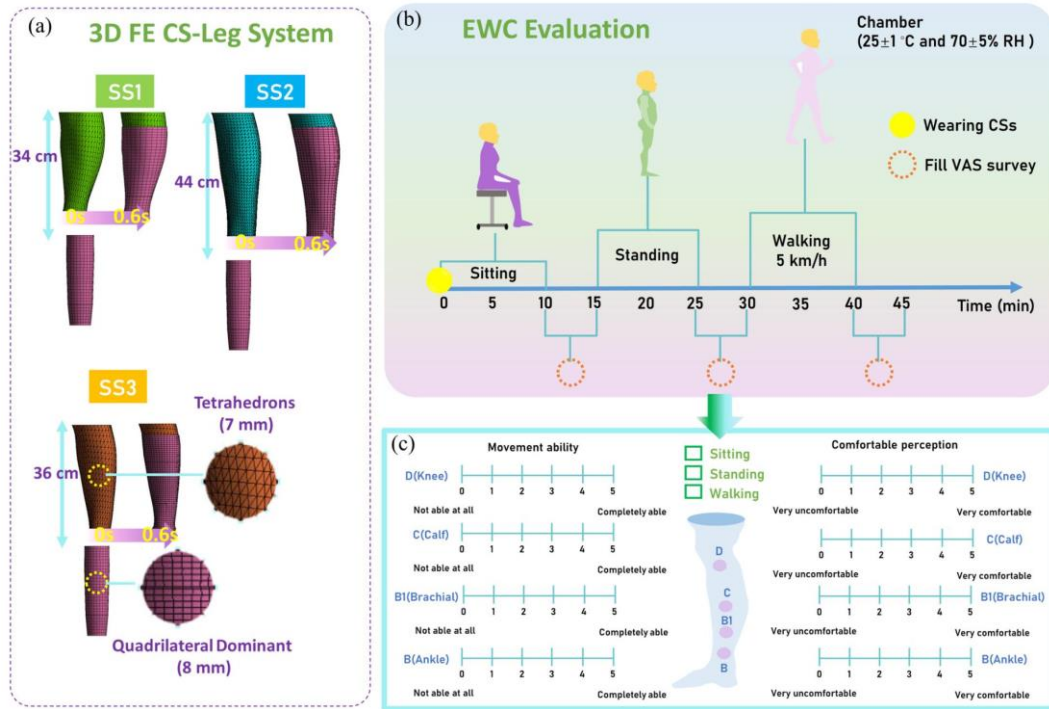 (a)
3D FE CS-Leg System
SS1
SS2
34 cm
44 cm
0s
0.6s
0s
0.6s
SS3
Tetrahedrons
(7 mm)
36 cm
0s
0.6s
Quadrilateral Dominant
(8 mm)
(b)
EWC Evaluation
Chamber
(25±1 °C and 70±5% RH )
Wearing CSs
Fill VAS survey
Sitting
Standing
Walking
5 km/h
0 5 10 15 20 25 30 35 40 45
Time (min)
(c)
Movement ability
D(Knee)
0 1 2 3 4 5
Not able at all
Completely able
C(Calf)
0 1 2 3 4 5
Not able at all
Completely able
B1(Brachial)
0 1 2 3 4 5
Not able at all
Completely able
B(Ankle)
0 1 2 3 4 5
Not able at all
Completely able
Sitting
Standing
Walking
D
C
B1
B
Comfortable perception
D(Knee)
0 1 2 3 4 5
Very uncomfortable
Very comfortable
C(Calf)
0 1 2 3 4 5
Very uncomfortable
Very comfortable
B1(Brachial)
0 1 2 3 4 5
Very uncomfortable
Very comfortable
B(Ankle)
0 1 2 3 4 5
Very uncomfortable
Very comfortable